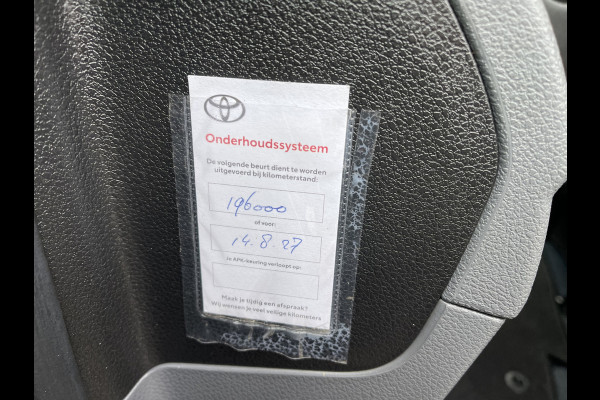 Onderhoudssysteem
De volgende beurt dient te worden
uitgevoerd bij kilometerstand:
196000
of voor:
14.8.27
Je APK-keuring verloopt op:
Maak je tijdig een afspraak?
Wij wensen je veel veilige kilometers